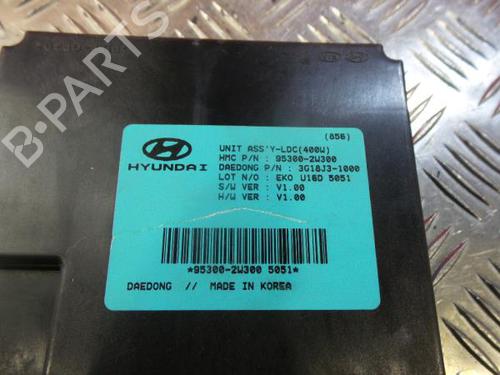 (856)
UNIT ASS'Y-LDC(400W)
HMC P/N : 95300-2W300
DAEDONG P/N : 3G18J3-1000
LOT N/O : EKO U16D 5051
S/W VER : V1.00
H/W VER : V1.00
HYUNDAI
*95300-2W300 5051*
DAEDONG // MADE IN KOREA
B-PARTS